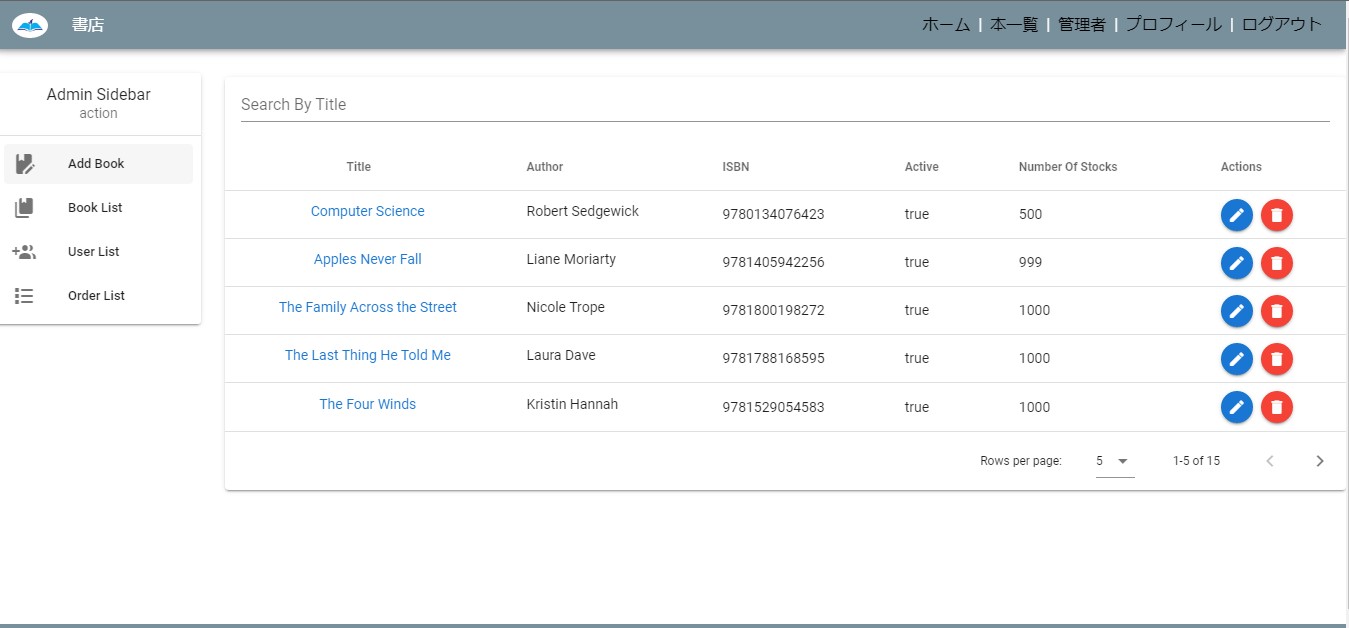 書店
ホーム | 本一覧 | 管理者 | プロフィール | ログアウト
Admin Sidebar
action
Add Book
Book List
User List
Order List
Search By Title
Title Author ISBN Active Number Of Stocks Actions
Computer Science Robert Sedgewick 9780134076423 true 500
Apples Never Fall Liane Moriarty 9781405942256 true 999
The Family Across the Street Nicole Trope 9781800198272 true 1000
The Last Thing He Told Me Laura Dave 9781788168595 true 1000
The Four Winds Kristin Hannah 9781529054583 true 1000
Rows per page: 5 1-5 of 15